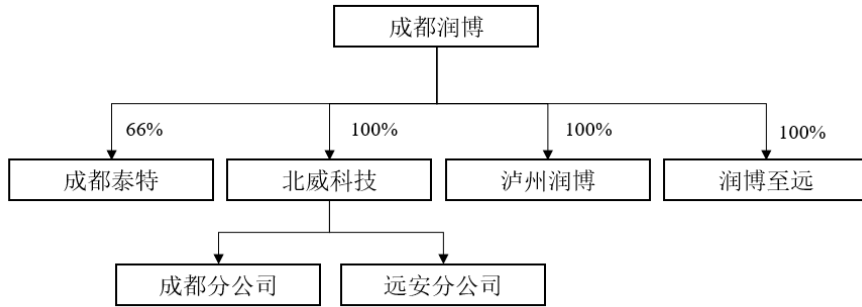 成都润博
66%
100%
100%
100%
成都泰特
北威科技
泸州润博
润博至远
成都分公司
远安分公司